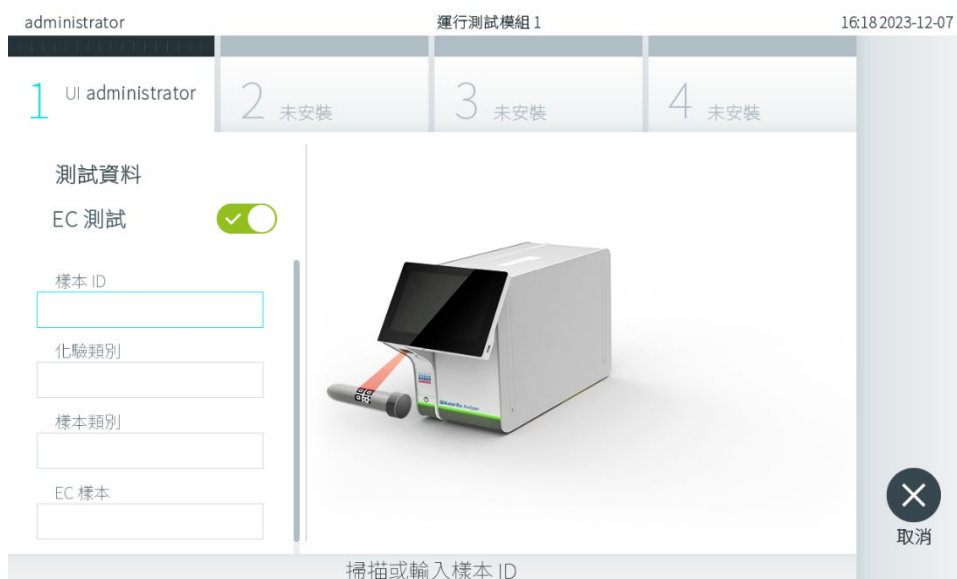 administrator
運行測試模組 1
16:18 2023-12-07
1 UI administrator
2 未安裝
3 未安裝
4 未安裝
測試資料
EC 測試
樣本 ID
化驗類別
樣本類別
EC 樣本
取消
掃描或輸入樣本 ID